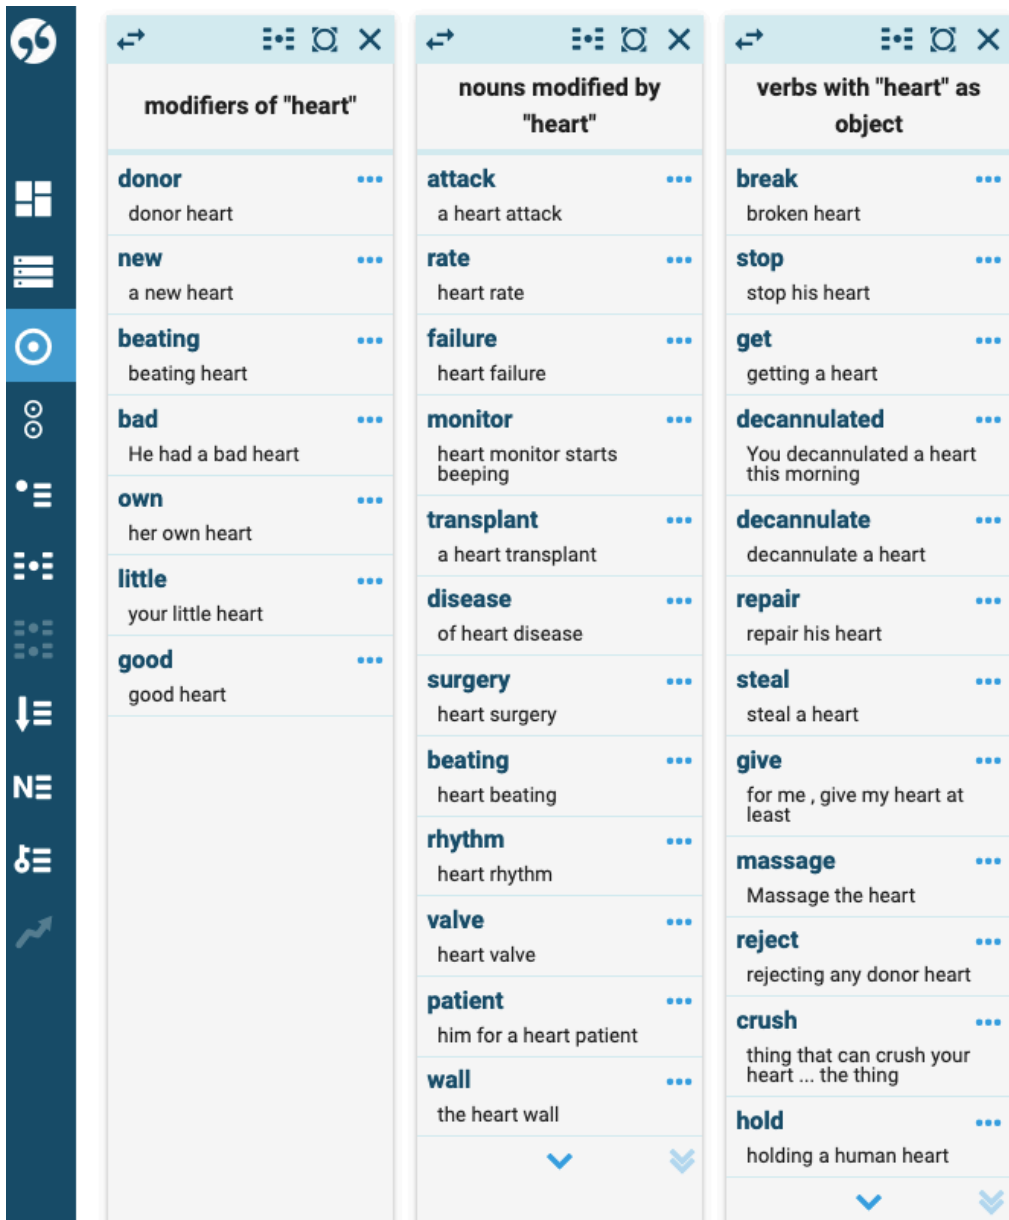 modifiers of "heart"
donor
donor heart
new
a new heart
beating
beating heart
bad
He had a bad heart
own
her own heart
little
your little heart
good
good heart
nouns modified by
"heart"
attack
a heart attack
rate
heart rate
failure
heart failure
monitor
heart monitor starts
beeping
transplant
a heart transplant
disease
of heart disease
surgery
heart surgery
beating
heart beating
rhythm
heart rhythm
valve
heart valve
patient
him for a heart patient
wall
the heart wall
verbs with "heart" as
object
break
broken heart
stop
stop his heart
get
getting a heart
decannulated
You decannulated a heart
this morning
decannulate
decannulate a heart
repair
repair his heart
steal
steal a heart
give
for me , give my heart at
least
massage
Massage the heart
reject
rejecting any donor heart
crush
thing that can crush your
heart ... the thing
hold
holding a human heart
N